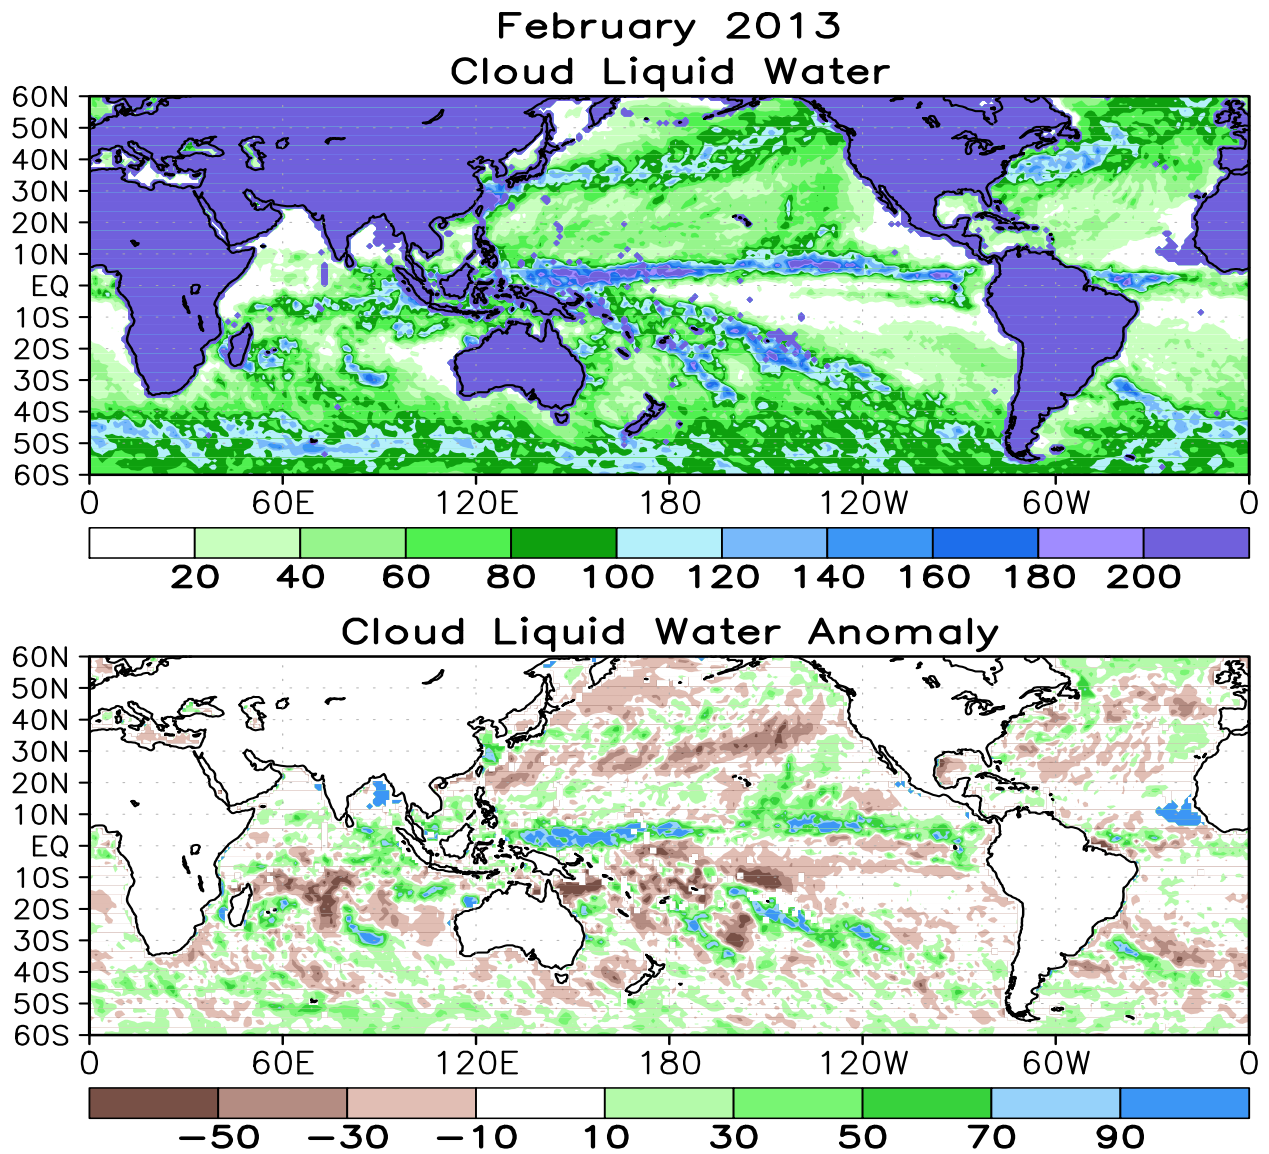 February 2013
Cloud Liquid Water
60N
50N
40N
30N
20N
10N
EQ
10S
20S
30S
40S
50S
60S
0 60E 120E 180 120W 60W 0
20 40 60 80 100 120 140 160 180 200
Cloud Liquid Water Anomaly
60N
50N
40N
30N
20N
10N
EQ
10S
20S
30S
40S
50S
60S
0 60E 120E 180 120W 60W 0
−50 −30 −10 10 30 50 70 90